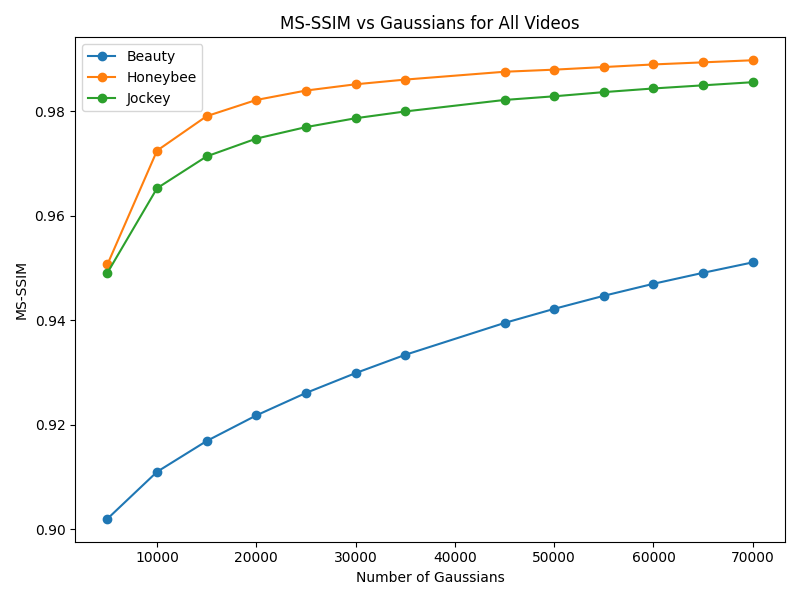 MS-SSIM vs Gaussians for All Videos
Beauty
Honeybee
Jockey
MS-SSIM
0.98
0.96
0.94
0.92
0.90
10000 20000 30000 40000 50000 60000 70000
Number of Gaussians